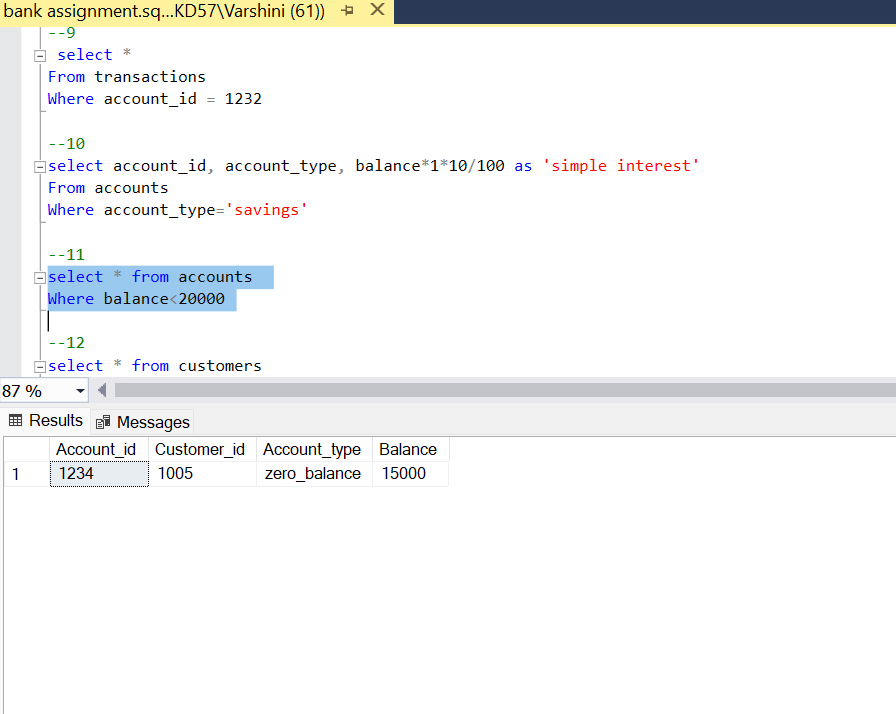 bank assignment.sq...KD57\Varshini (61))
--9
select *
From transactions
Where account_id = 1232
--10
select account_id, account_type, balance*1*10/100 as 'simple interest'
From accounts
Where account_type='savings'
--11
select * from accounts
Where balance<20000
--12
select * from customers
87 %
Results Messages
Account_id Customer_id Account_type Balance
1 1234 1005 zero_balance 15000